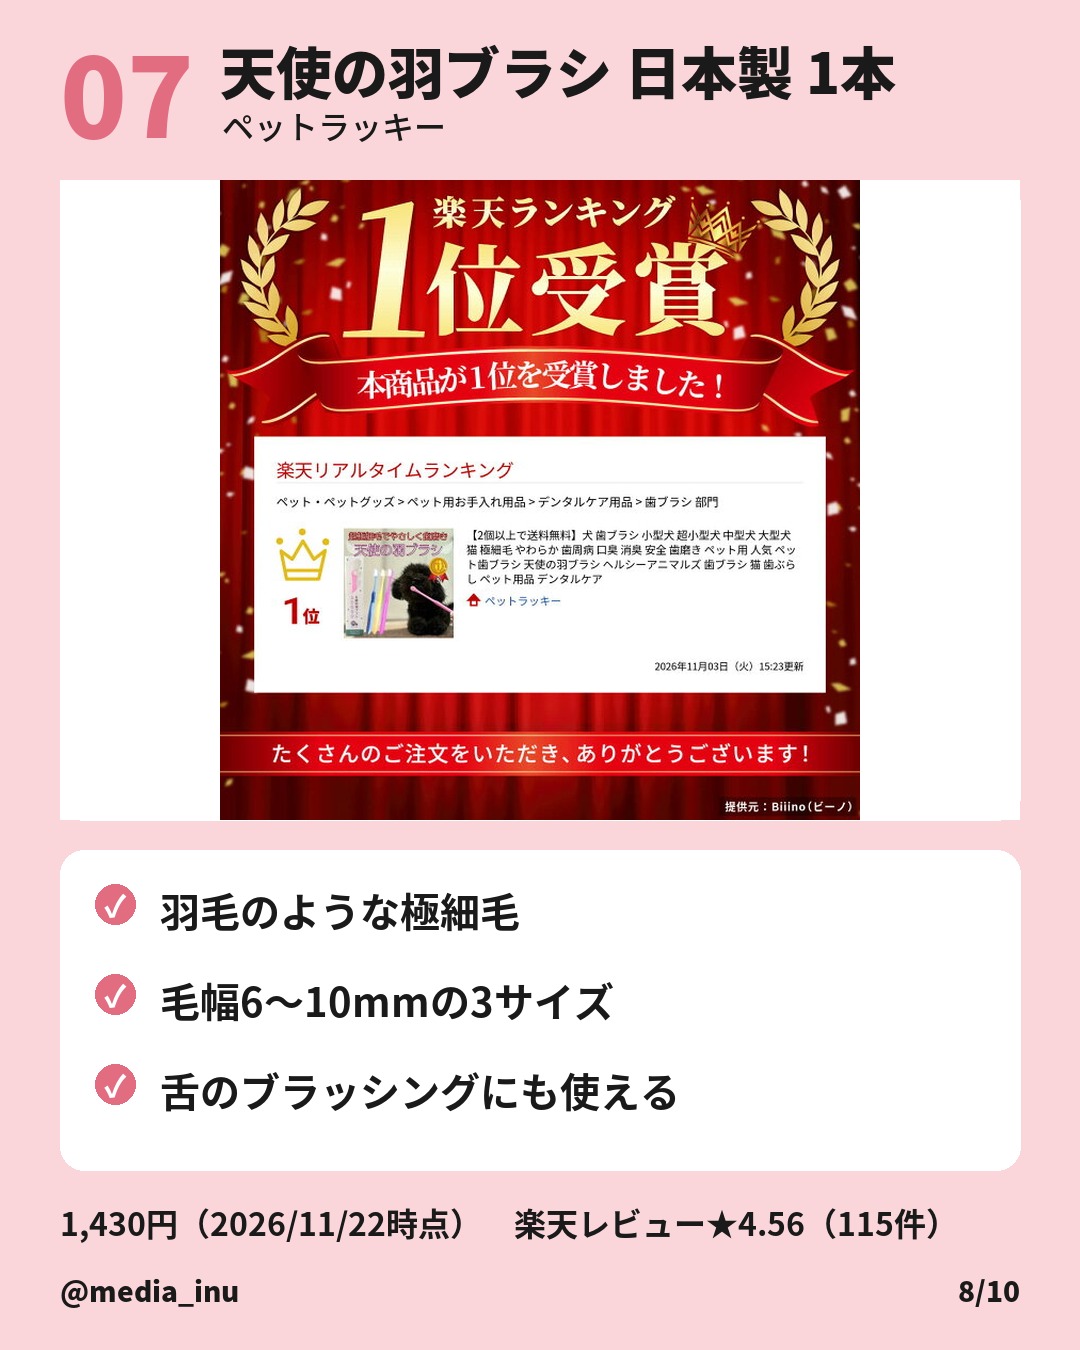 07
天使の羽ブラシ 日本製 1本
ペットラッキー
楽天ランキング
1位受賞
本商品が1位を受賞しました!
楽天リアルタイムランキング
ペット・ペットグッズ > ペット用お手入れ用品 > デンタルケア用品 > 歯ブラシ 部門
1位
超極細毛でやさしく歯磨き
天使の羽ブラシ
【2個以上で送料無料】犬 歯ブラシ 小型犬 超小型犬 中型犬 大型犬
猫 極細毛 やわらか 歯周病 口臭 消臭 安全 歯磨き ペット用 人気 ペッ
ト歯ブラシ 天使の羽ブラシ ヘルシーアニマルズ 歯ブラシ 猫 歯ぶら
し ペット用品 デンタルケア
ペットラッキー
2026年11月03日(火)15:23更新
たくさんのご注文をいただき、ありがとうございます!
提供元:Biiino(ビーノ)
羽毛のような極細毛
毛幅6〜10mmの3サイズ
舌のブラッシングにも使える
1,430円(2026/11/22時点) 楽天レビュー★4.56(115件)
@media_inu
8/10